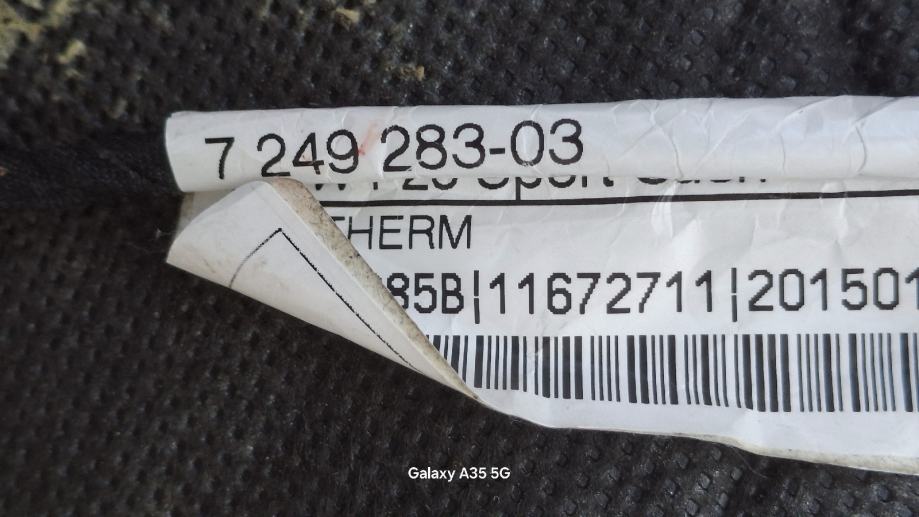 7 249 283-03
THERM
85B|11672711|201501
Galaxy A35 5G